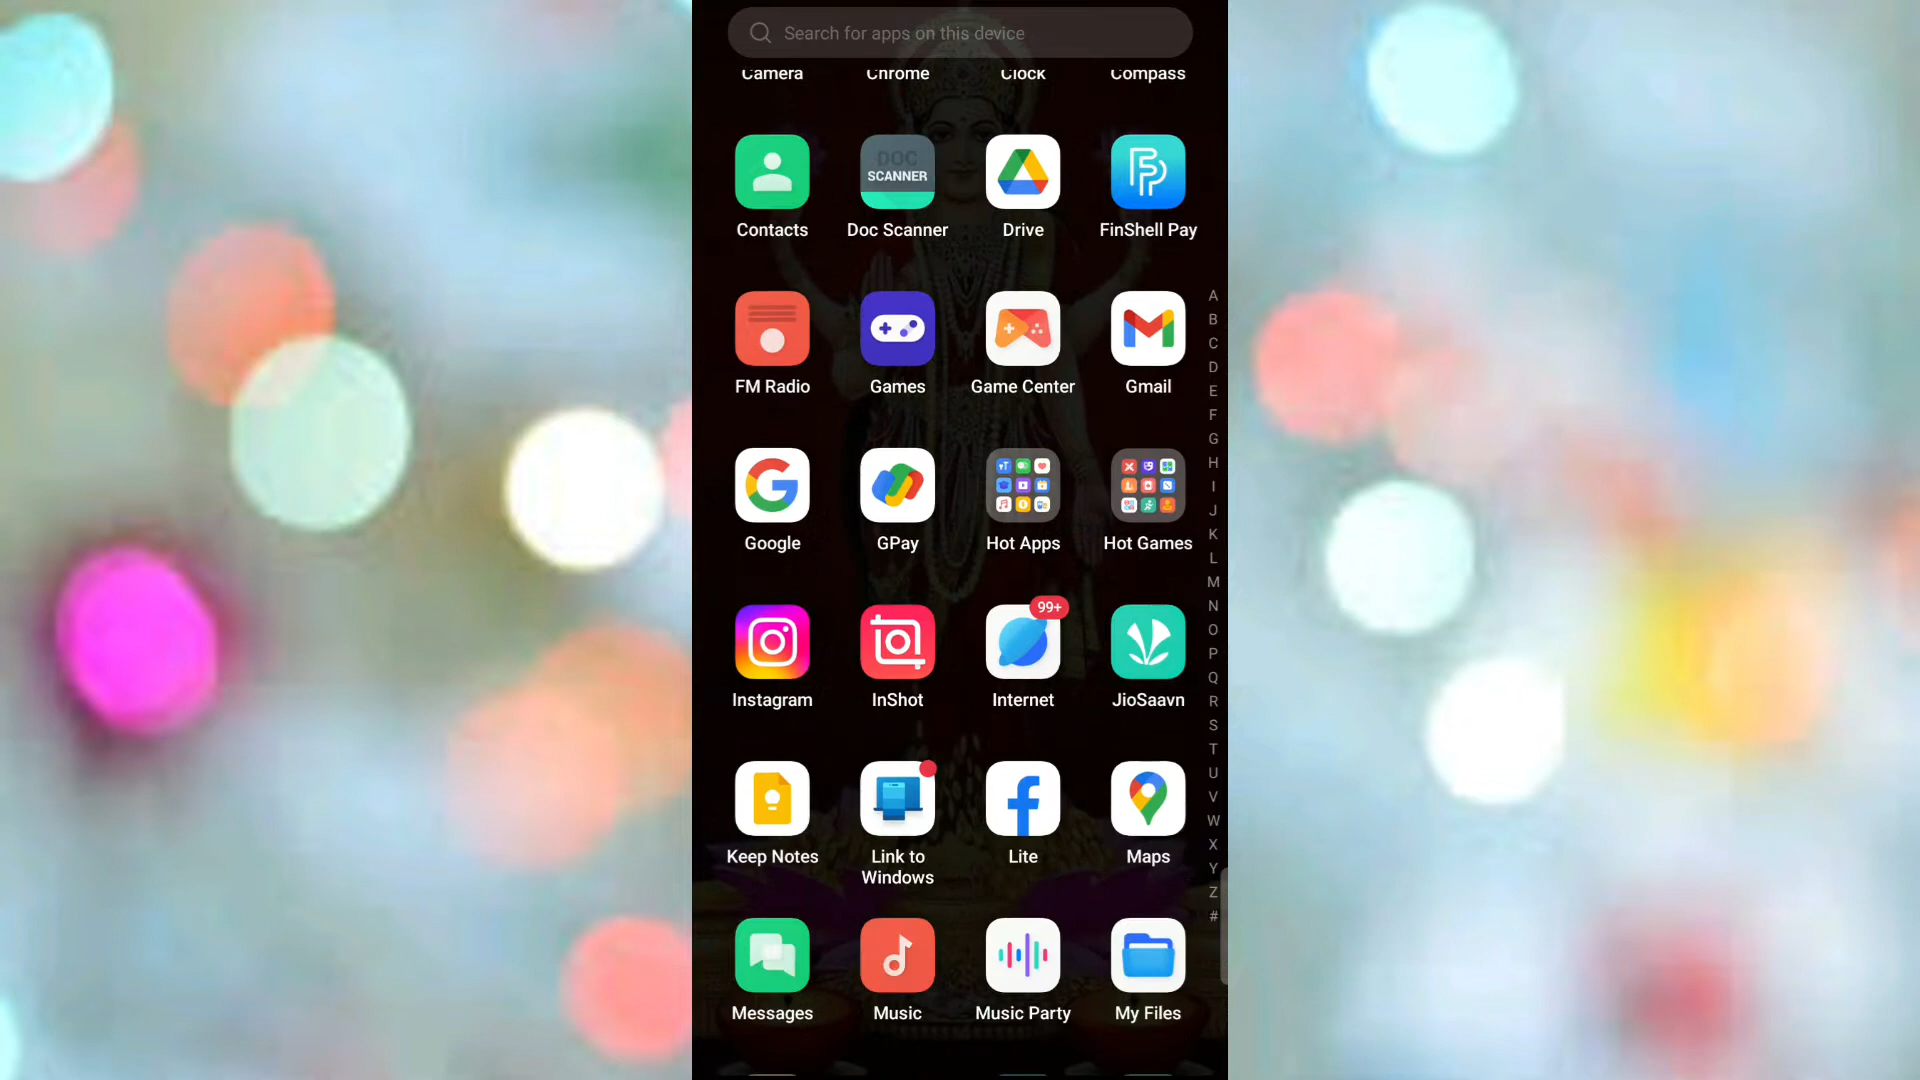 Search for apps on this device
Camera Chrome Clock Compass
DOC
SCANNER
Contacts Doc Scanner Drive FinShell Pay
FM Radio Games Game Center Gmail
Google GPay Hot Apps Hot Games
99+
Instagram InShot Internet JioSaavn
Keep Notes Link to Windows Lite Maps
Messages Music Music Party My Files
A
B
C
D
E
F
G
H
I
J
K
L
M
N
O
P
Q
R
S
T
U
V
W
X
Y
Z
#